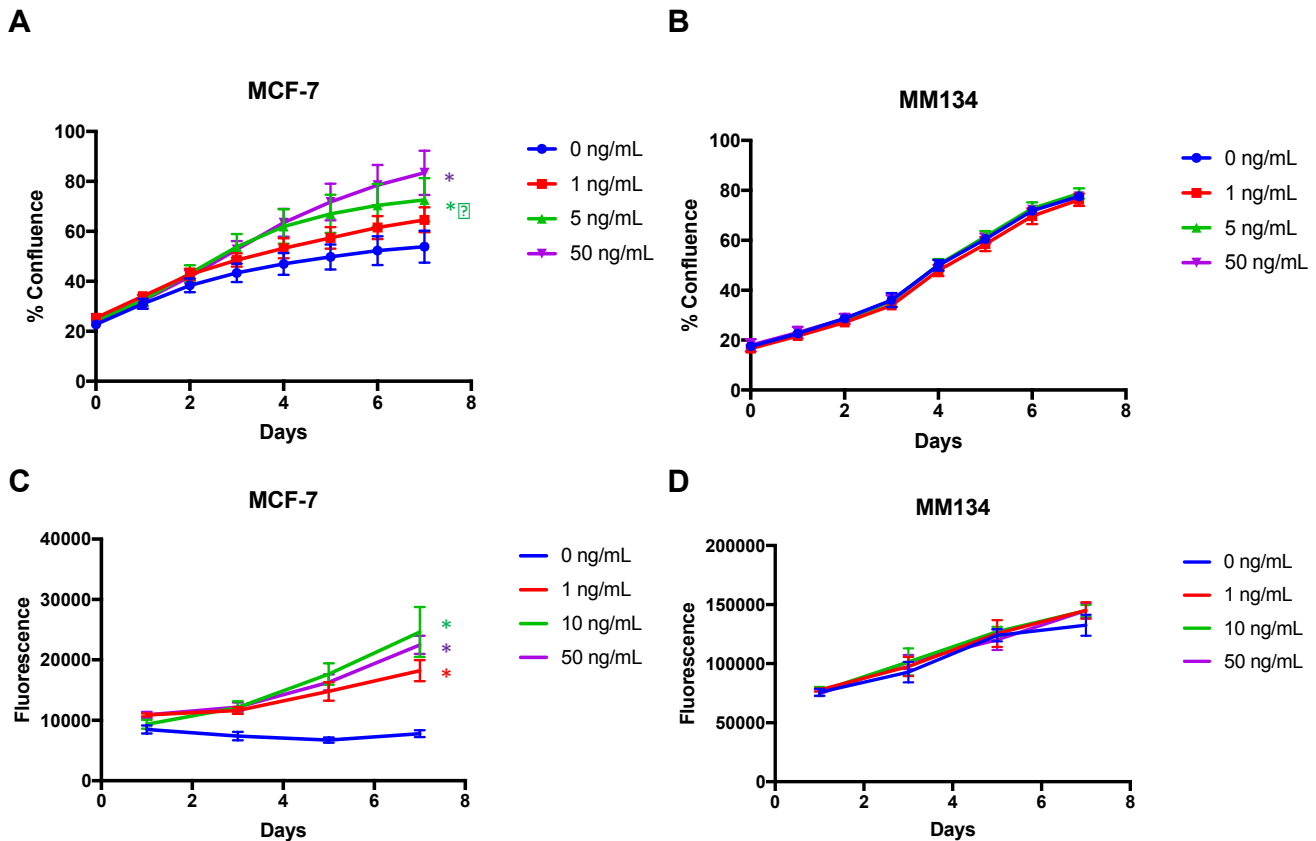 A
MCF-7
% Confluence
100
80
60
40
20
0
0 2 4 6 8
Days
0 ng/mL
1 ng/mL
5 ng/mL
50 ng/mL
*
*?
B
MM134
% Confluence
100
80
60
40
20
0
0 2 4 6 8
Days
0 ng/mL
1 ng/mL
5 ng/mL
50 ng/mL
C
MCF-7
Fluorescence
40000
30000
20000
10000
0
0 2 4 6 8
Days
0 ng/mL
1 ng/mL
10 ng/mL
50 ng/mL
*
*
*
D
MM134
Fluorescence
200000
150000
100000
50000
0
0 2 4 6 8
Days
0 ng/mL
1 ng/mL
10 ng/mL
50 ng/mL